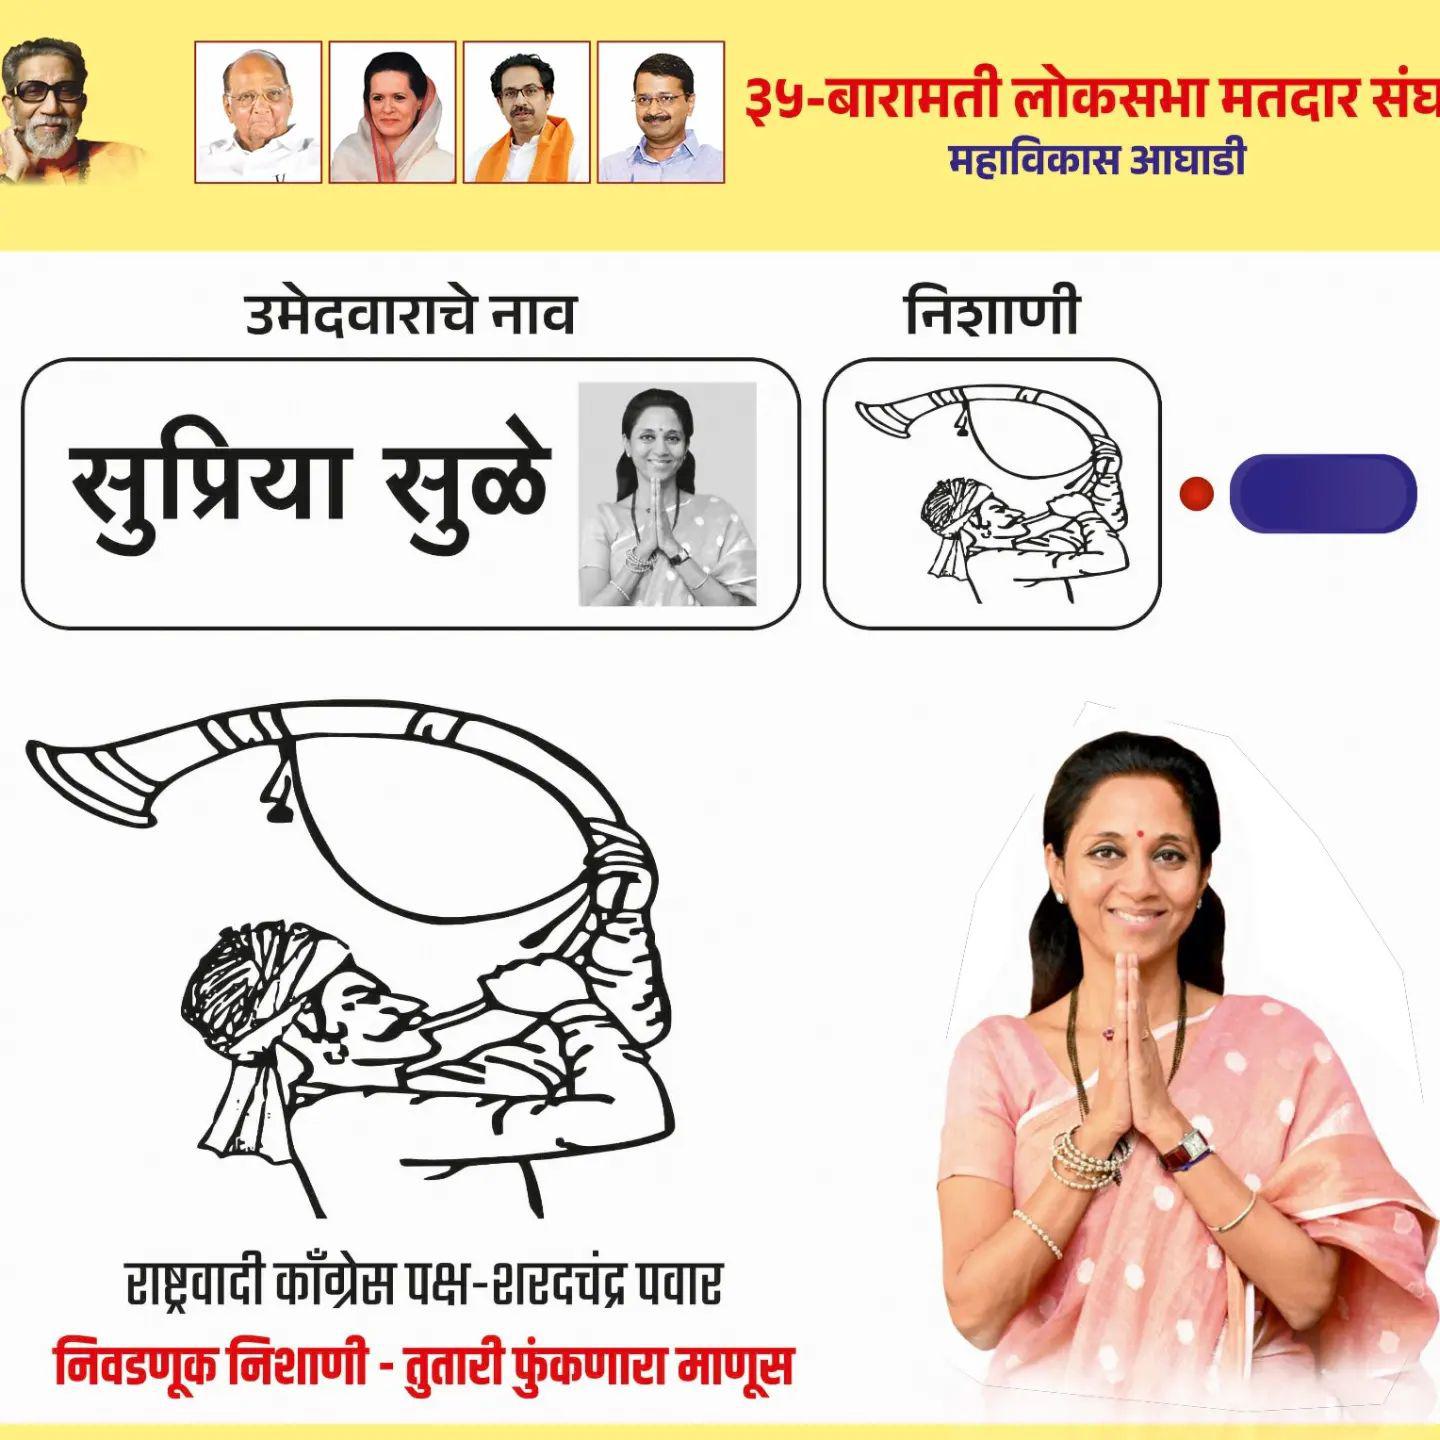 ३५-बारामती लोकसभा मतदार संघ
महाविकास आघाडी
उमेदवाराचे नाव
निशाणी
सुप्रिया सुळे
राष्ट्रवादी काँग्रेस पक्ष-शरदचंद्र पवार
निवडणूक निशाणी - तुतारी फुंकणारा माणूस